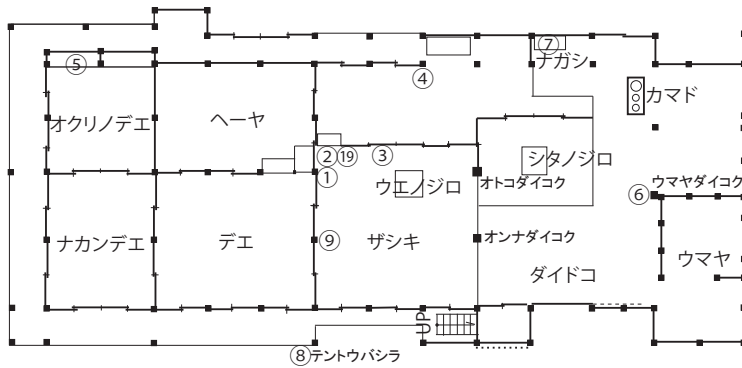 ⑦
ナガシ
⑤
④
カマド
オクリノデエ
ヘーヤ
② ⑲ ③
シタノジロ
①
ウエノジロ
オトコダイコク
ウマヤダイコク
⑥
ナカンデエ
デエ
⑨
ザシキ
オンナダイコク
ウマヤ
ダイドコ
UP
⑧テントウバシラ